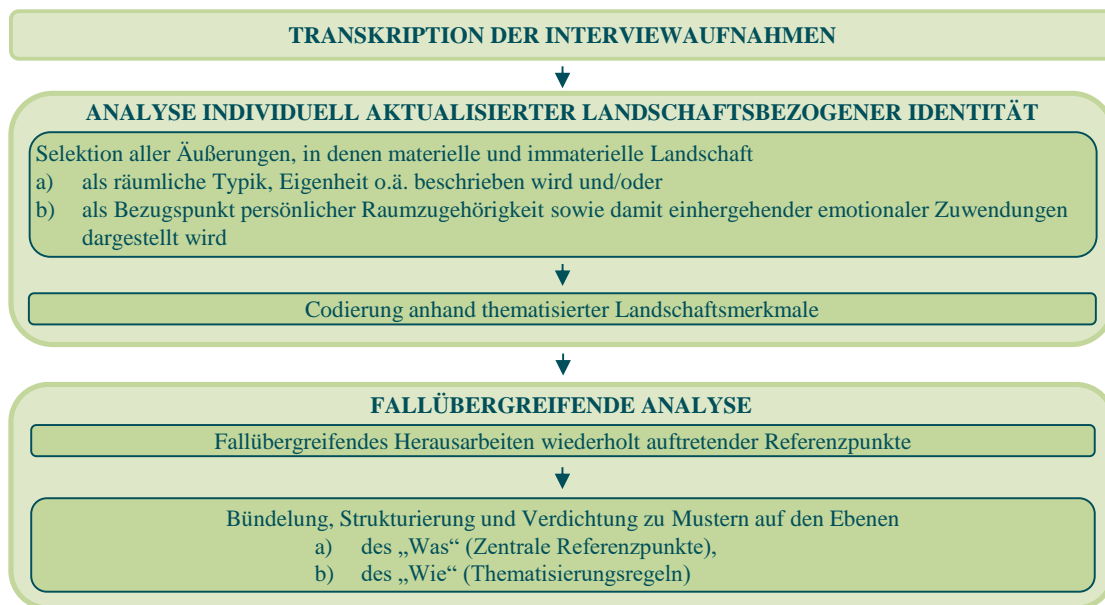 TRANSKRIPTION DER INTERVIEWAUFNAHMEN
ANALYSE INDIVIDUELL AKTUALISIERTER LANDSCHAFTSBEZOGENER IDENTITÄT
Selektion aller Äußerungen, in denen materielle und immaterielle Landschaft
a) als räumliche Typik, Eigenheit o.ä. beschrieben wird und/oder
b) als Bezugspunkt persönlicher Raumzugehörigkeit sowie damit einhergehender emotionaler Zuwendungen
dargestellt wird
Codierung anhand thematisierter Landschaftsmerkmale
FALLÜBERGREIFENDE ANALYSE
Fallübergreifendes Herausarbeiten wiederholt auftretender Referenzpunkte
Bündelung, Strukturierung und Verdichtung zu Mustern auf den Ebenen
a) des „Was“ (Zentrale Referenzpunkte),
b) des „Wie“ (Thematisierungsregeln)